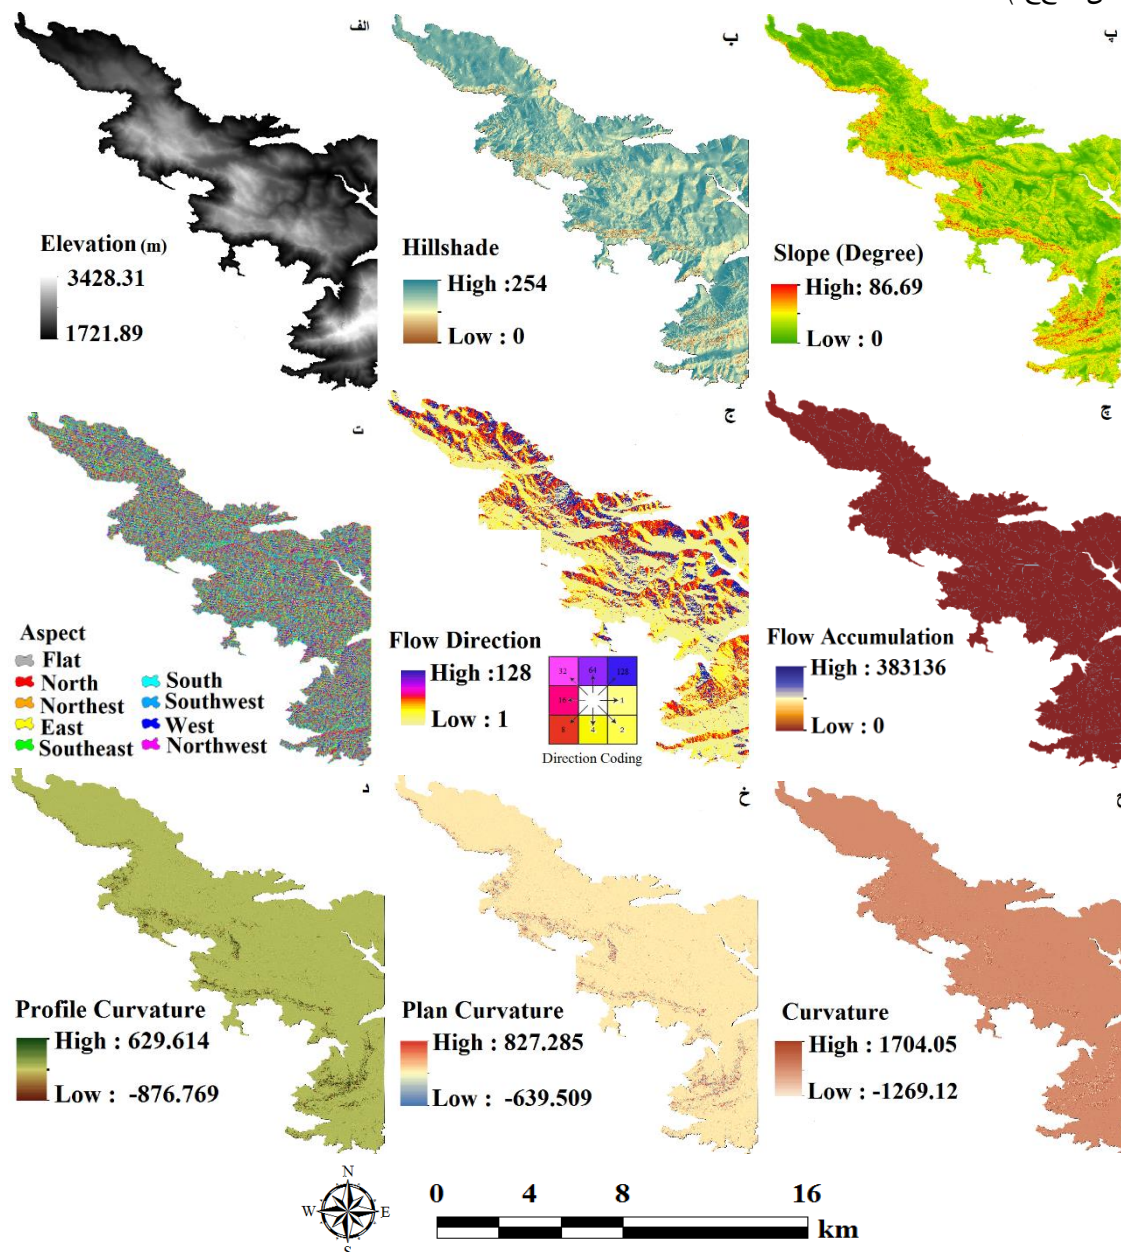 الف
Elevation (m)
3428.31
1721.89
ب
Hillshade
High :254
Low : 0
پ
Slope (Degree)
High: 86.69
Low : 0
ت
Aspect
Flat
North
Northest
East
Southeast
South
Southwest
West
Northwest
ج
Flow Direction
High :128
Low : 1
32 64 128
16 1
8 4 2
Direction Coding
چ
Flow Accumulation
High : 383136
Low : 0
د
Profile Curvature
High : 629.614
Low : -876.769
خ
Plan Curvature
High : 827.285
Low : -639.509
ح
Curvature
High : 1704.05
Low : -1269.12
N
W E
S
0 4 8 16
km